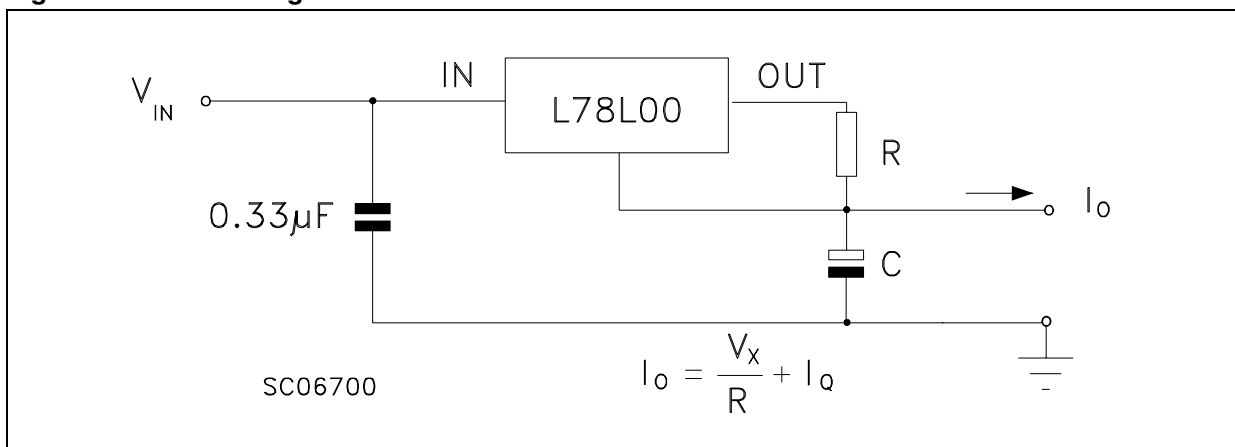 IN
OUT
V_IN
L78L00
R
0.33µF
I_O
C
I_O = V_X / R + I_Q
SC06700